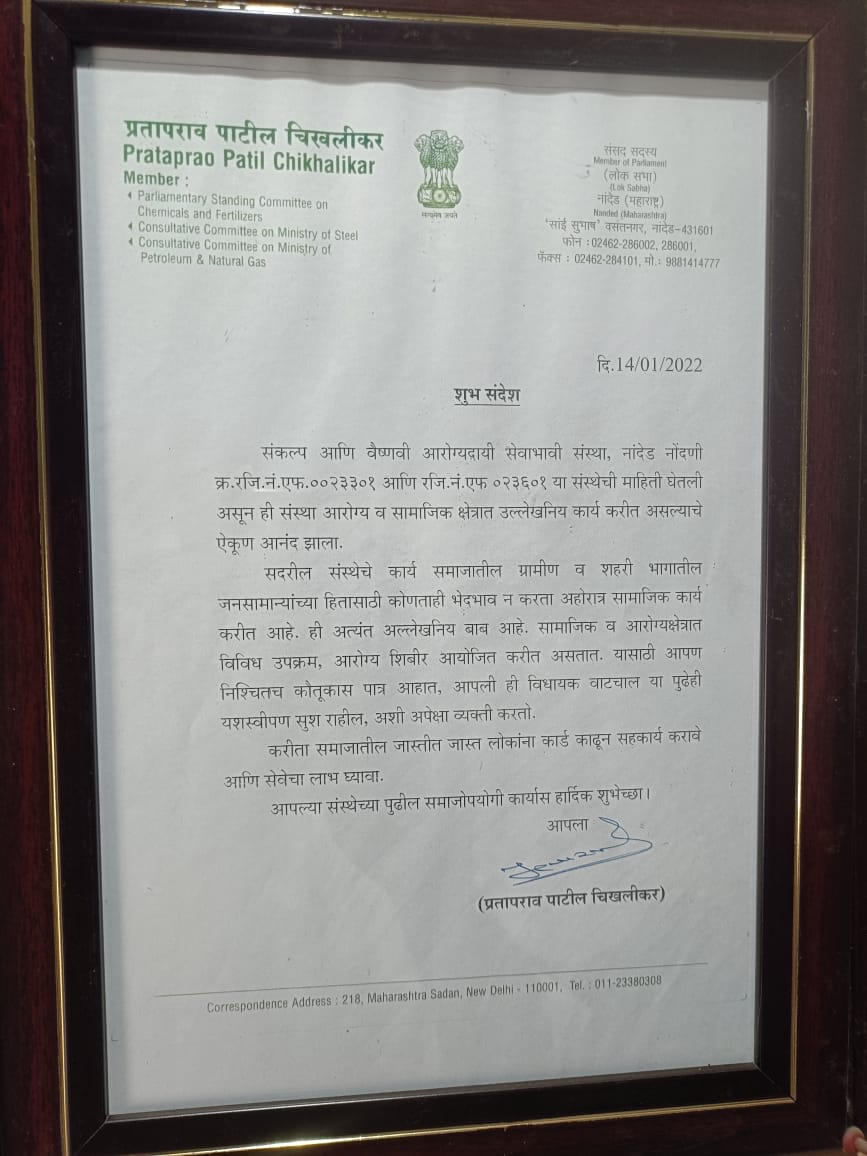 प्रतापराव पाटील चिखलीकर
Prataprao Patil Chikhalikar
Member :
Parliamentary Standing Committee on
Chemicals and Fertilizers
Consultative Committee on Ministry of Steel
Consultative Committee on Ministry of
Petroleum & Natural Gas
सत्यमेव जयते
संसद सदस्य
Member of Parliament
(लोक सभा)
(Lok Sabha)
नांदेड (महाराष्ट्र)
Nanded (Maharashtra)
'साई सुभाष' वसंतनगर, नांदेड-431601
फोन :02462-286002, 286001,
फॅक्स : 02462-284101, मो.: 9881414777
दि.14/01/2022
शुभ संदेश
संकल्प आणि वैष्णवी आरोग्यदायी सेवाभावी संस्था, नांदेड नोंदणी
क्र.रजि.नं.एफ.००२३३०१ आणि रजि.नं.एफ ०२३६०१ या संस्थेची माहिती घेतली
असून ही संस्था आरोग्य व सामाजिक क्षेत्रात उल्लेखनिय कार्य करीत असल्याचे
ऐकूण आनंद झाला.
सदरील संस्थेचे कार्य समाजातील ग्रामीण व शहरी भागातील
जनसामान्यांच्या हितासाठी कोणताही भेदभाव न करता अहोरात्र सामाजिक कार्य
करीत आहे. ही अत्यंत अल्लेखनिय बाब आहे. सामाजिक व आरोग्यक्षेत्रात
विविध उपक्रम, आरोग्य शिबीर आयोजित करीत असतात. यासाठी आपण
निश्चितच कौतूकास पात्र आहात, आपली ही विधायक वाटचाल या पुढेही
यशस्वीपण सुश राहील, अशी अपेक्षा व्यक्ती करतो.
करीता समाजातील जास्तीत जास्त लोकांना कार्ड काढून सहकार्य करावे
आणि सेवेचा लाभ घ्यावा.
आपल्या संस्थेच्या पुढील समाजोपयोगी कार्यास हार्दिक शुभेच्छा।
आपला
(प्रतापराव पाटील चिखलीकर)
Correspondence Address : 218, Maharashtra Sadan, New Delhi - 110001, Tel. : 011-23380308